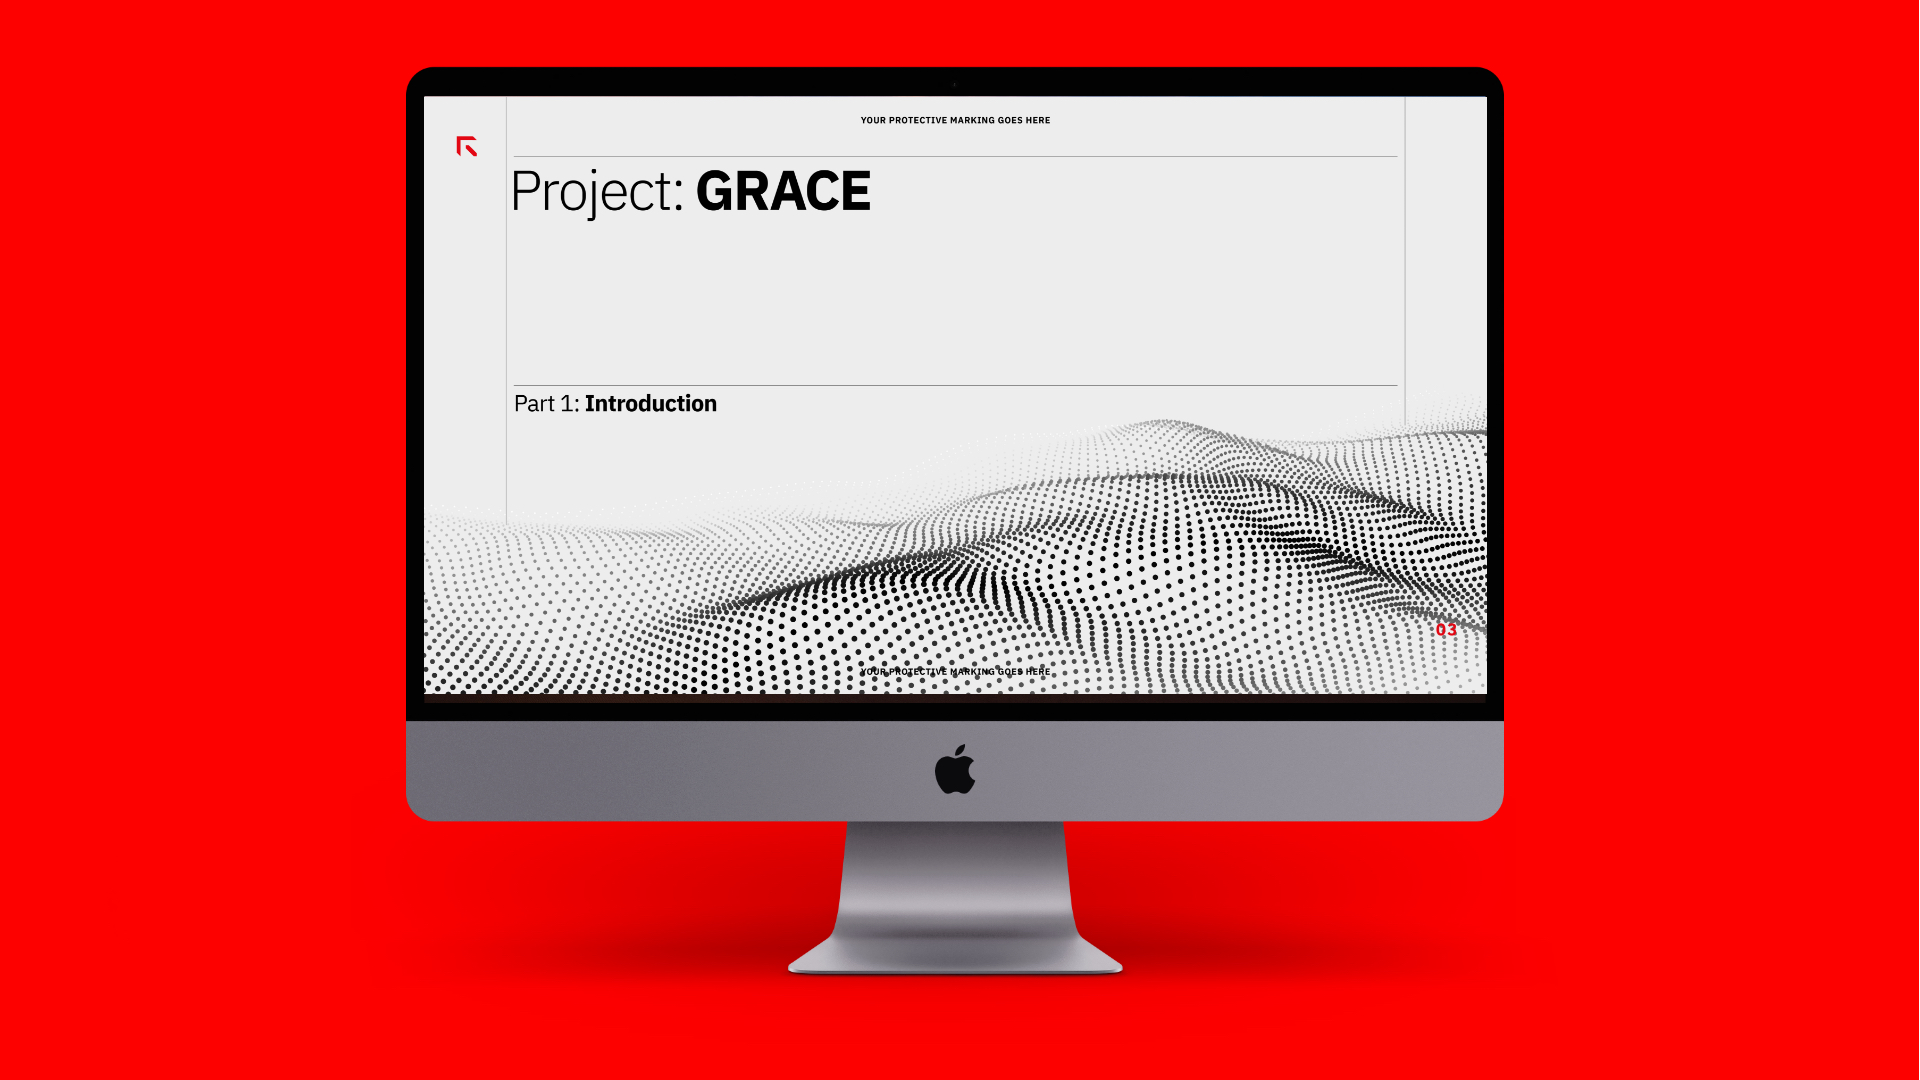 YOUR PROTECTIVE MARKING GOES HERE
Project: GRACE
Part 1: Introduction
03
YOUR PROTECTIVE MARKING GOES HERE